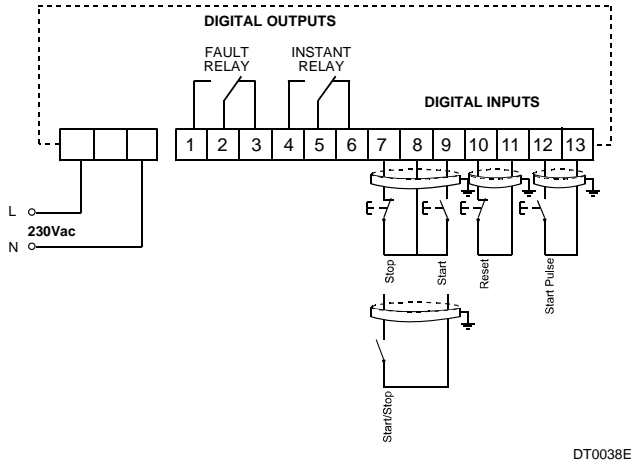 DIGITAL OUTPUTS
FAULT RELAY
INSTANT RELAY
DIGITAL INPUTS
1 2 3 4 5 6 7 8 9 10 11 12 13
L
230Vac
N
Stop
Start
Reset
Start Pulse
Start/Stop
DT0038E